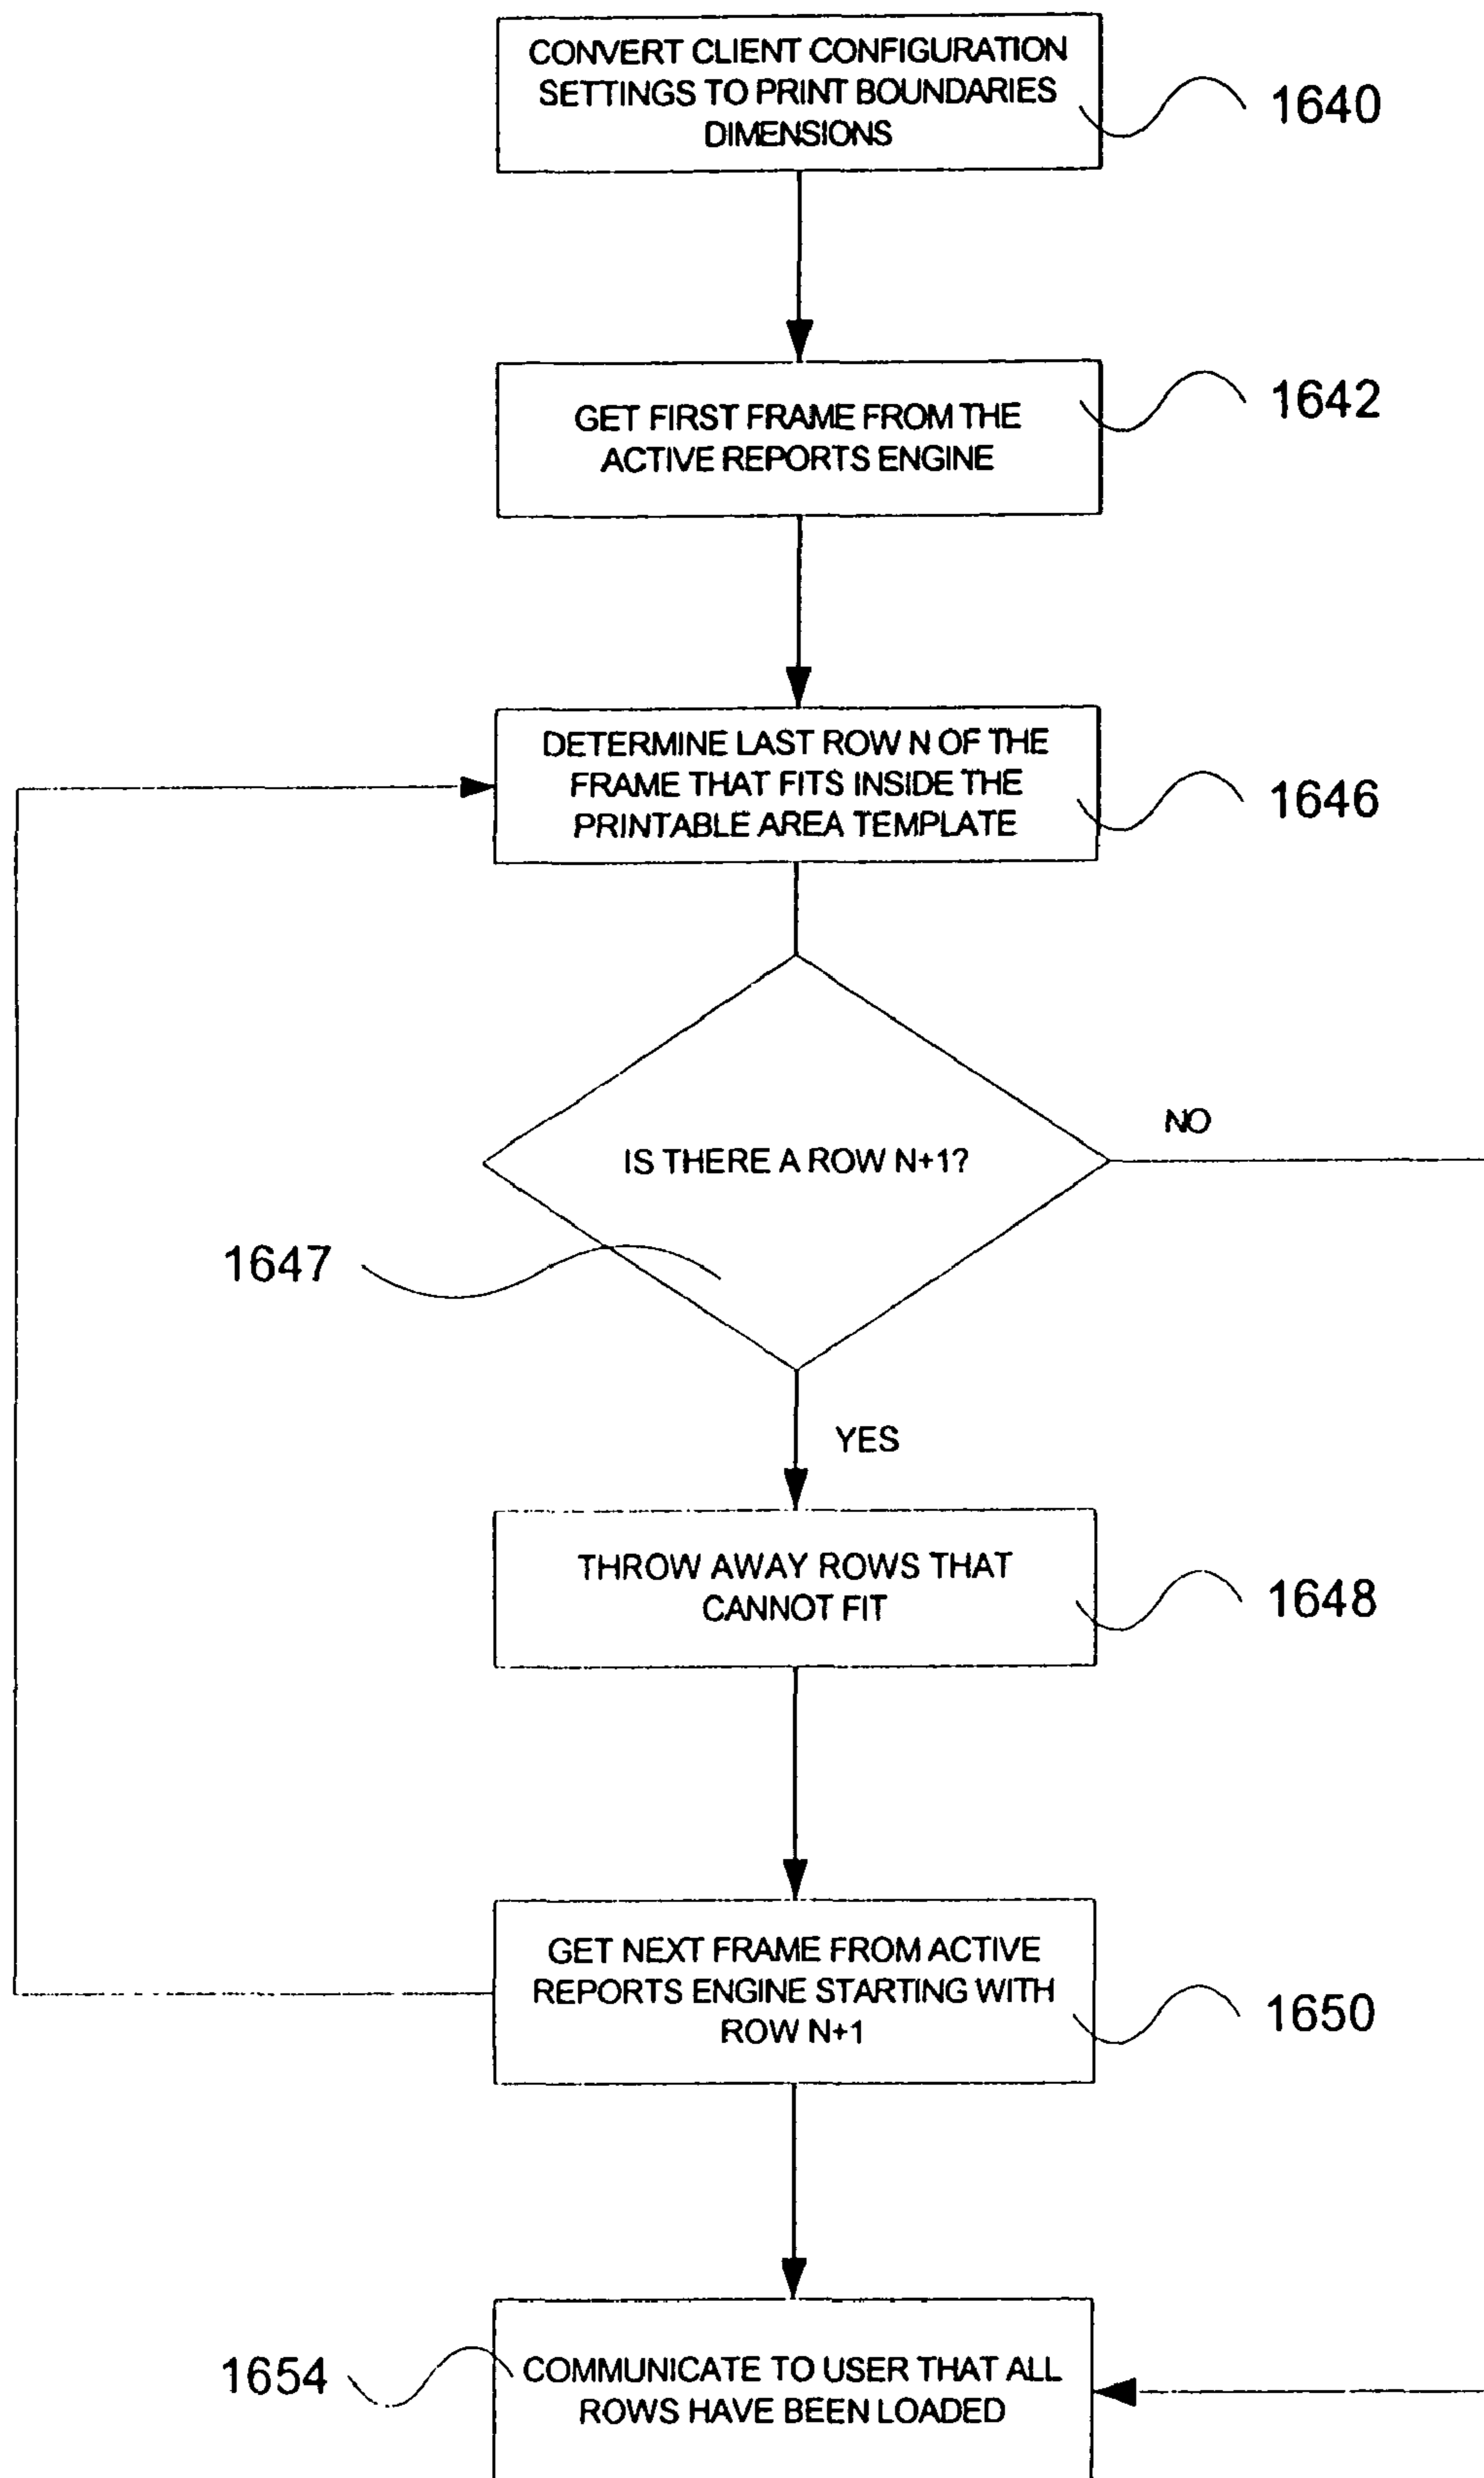 CONVERT CLIENT CONFIGURATION
SETTINGS TO PRINT BOUNDARIES
DIMENSIONS
1640
GET FIRST FRAME FROM THE
ACTIVE REPORTS ENGINE
1642
DETERMINE LAST ROW N OF THE
FRAME THAT FITS INSIDE THE
PRINTABLE AREA TEMPLATE
1646
NO
IS THERE A ROW N+1?
1647
YES
THROW AWAY ROWS THAT
CANNOT FIT
1648
GET NEXT FRAME FROM ACTIVE
REPORTS ENGINE STARTING WITH
ROW N+1
1650
1654
COMMUNICATE TO USER THAT ALL
ROWS HAVE BEEN LOADED